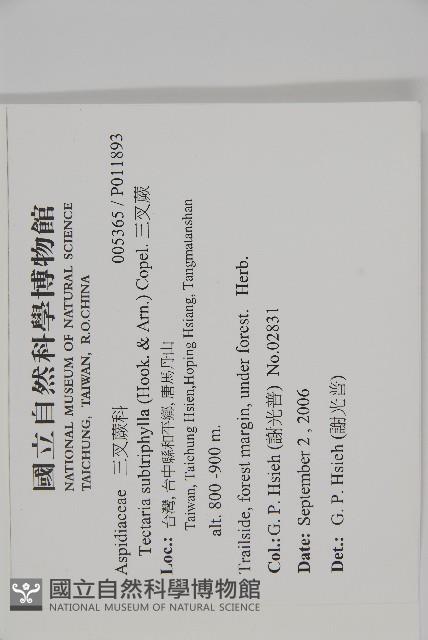 國立自然科學博物館
NATIONAL MUSEUM OF NATURAL SCIENCE
TAICHUNG, TAIWAN, R.O.CHINA
Aspidiaceae 三叉蕨科 005365 / P011893
Tectaria subtriphylla (Hook. & Arn.) Copel. 三叉蕨
Loc.: 台灣, 台中縣和平鄉, 唐馬丹山
Taiwan, Taichung Hsien,Hoping Hsiang, Tangmatanshan
alt. 800 -900 m.
Trailside, forest margin, under forest. Herb.
Col.: G. P. Hsieh (謝光普) No.02831
Date: September 2 , 2006
Det.: G. P. Hsieh (謝光普)
國立自然科學博物館
NATIONAL MUSEUM OF NATURAL SCIENCE